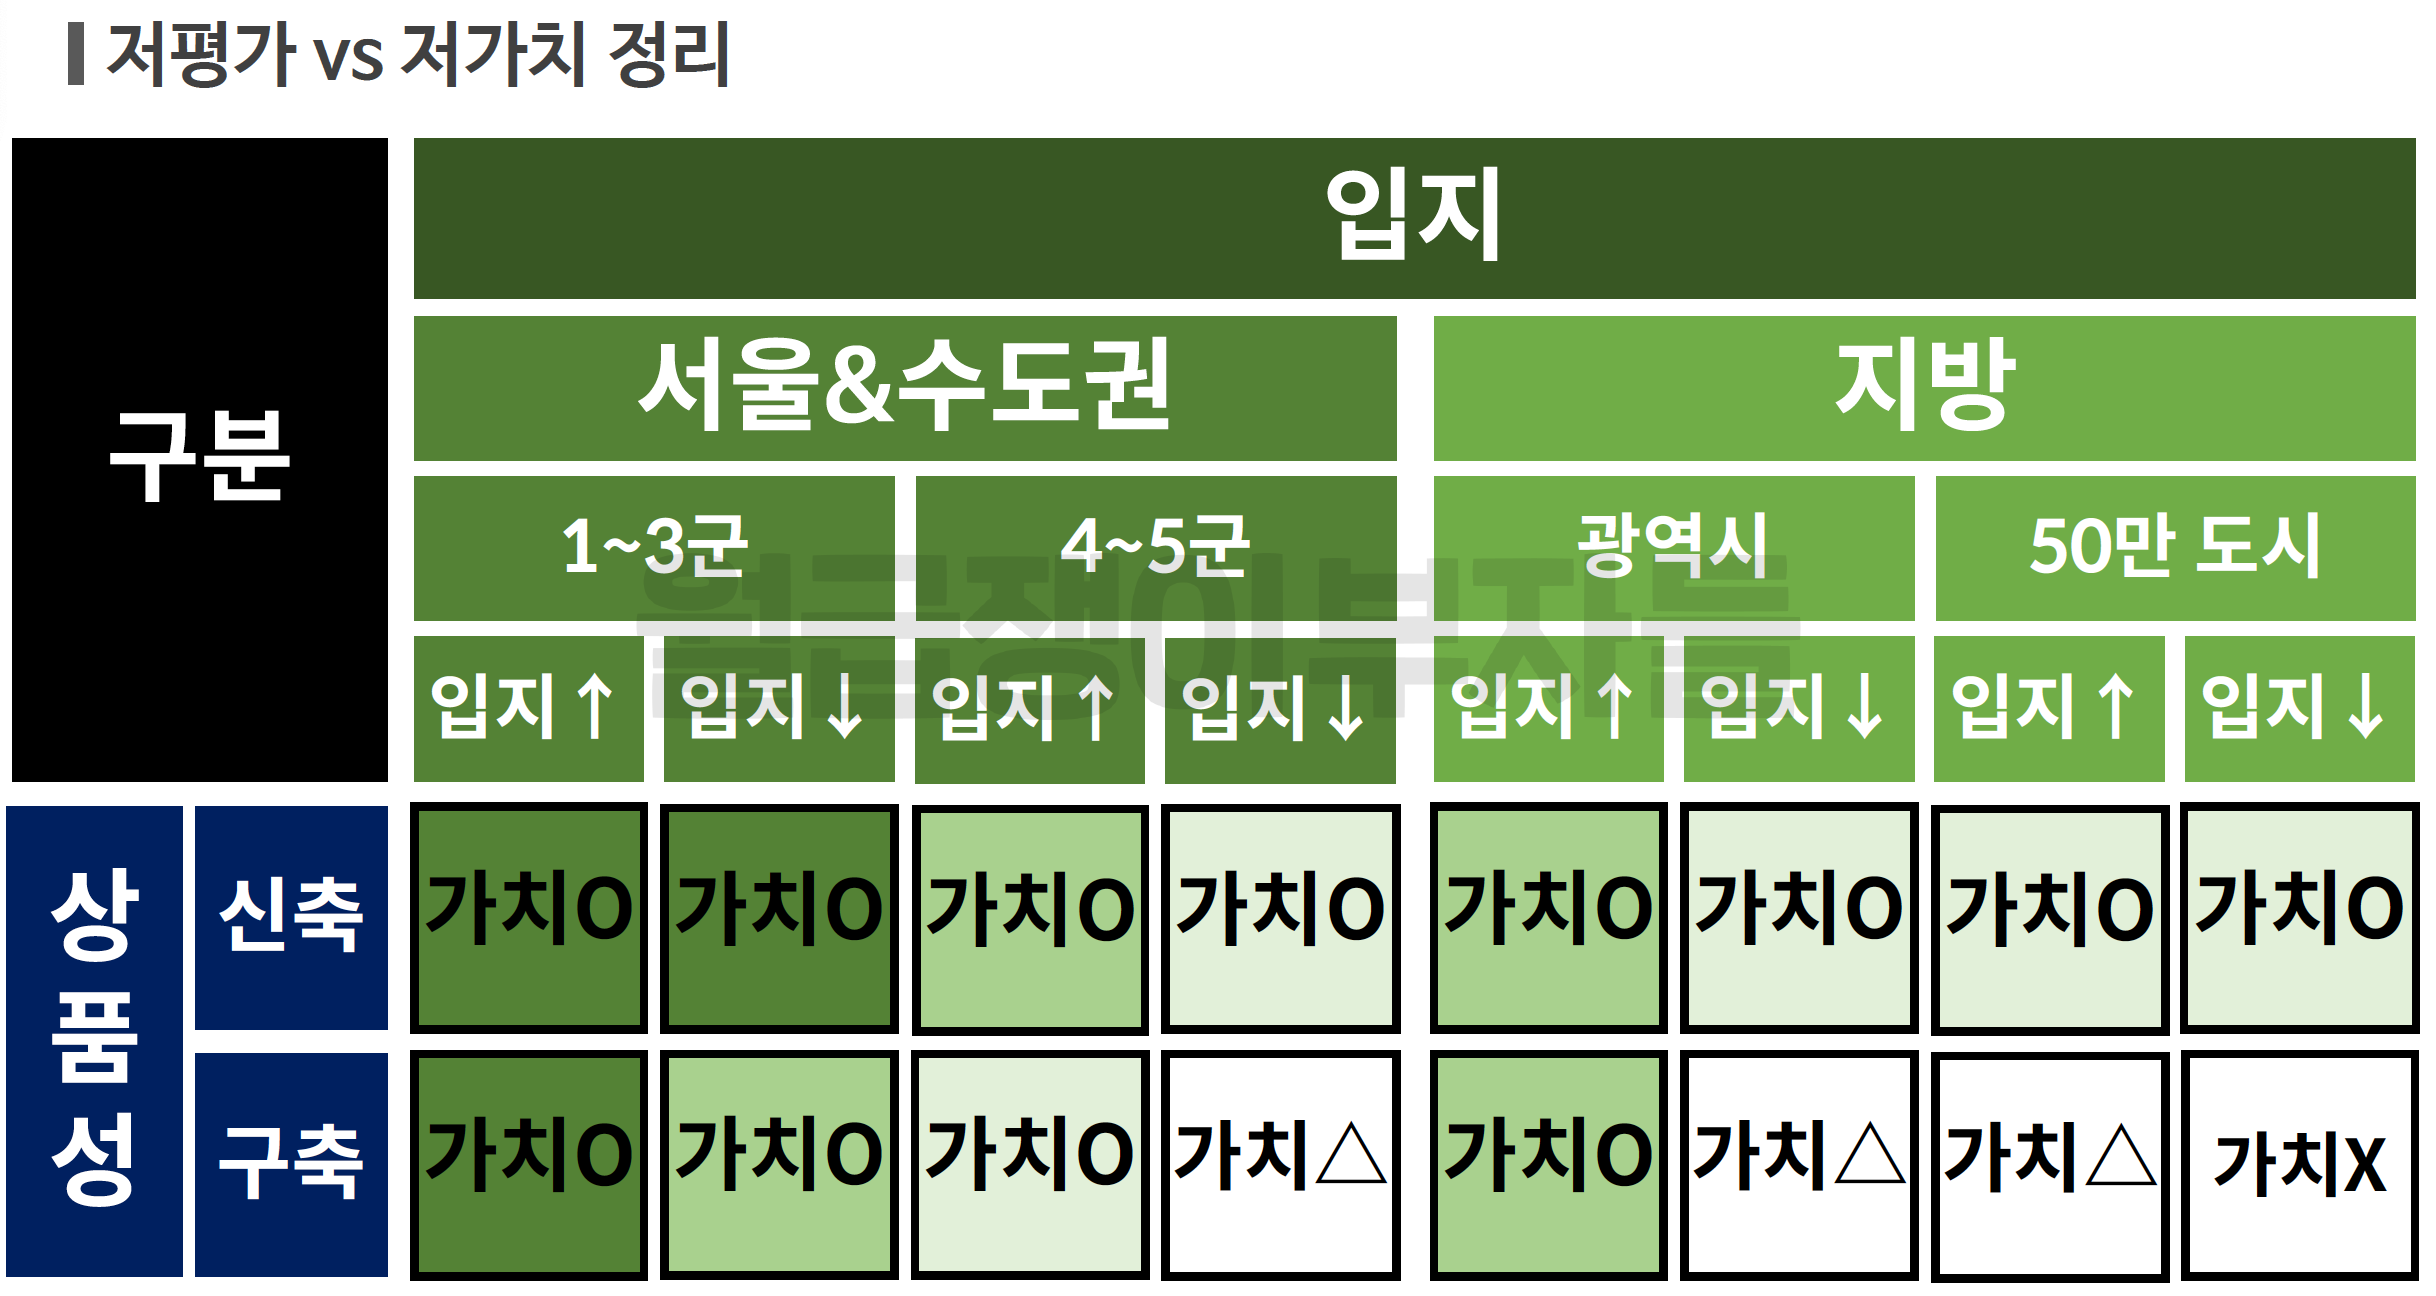 저평가 vs 저가치 정리
구분
입지
서울&수도권
지방
1~3군
4~5군
광역시
50만 도시
입지↑
입지↓
입지↑
입지↓
입지↑
입지↓
입지↑
입지↓
월급쟁이부자들
상품성
신축
가치O
가치O
가치O
가치O
가치O
가치O
가치O
가치O
구축
가치O
가치O
가치O
가치△
가치O
가치△
가치△
가치X